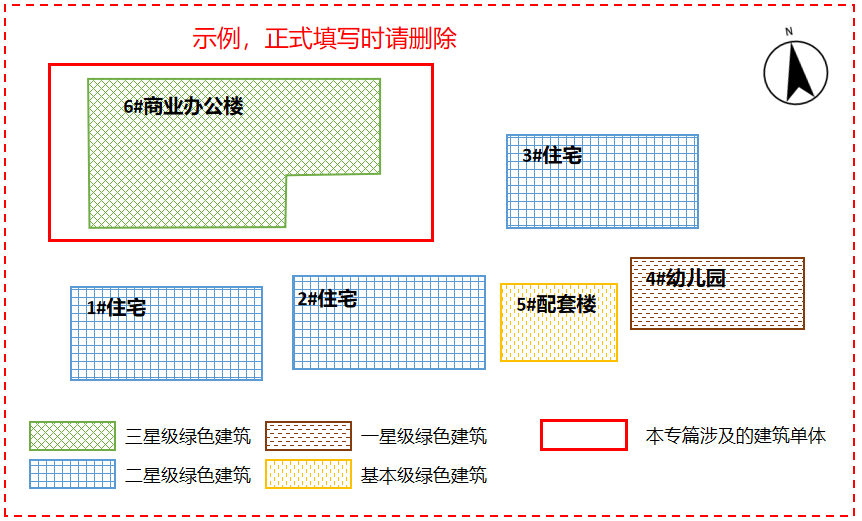 示例，正式填写时请删除
N
6#商业办公楼
3#住宅
4#幼儿园
1#住宅
2#住宅
5#配套楼
三星级绿色建筑
一星级绿色建筑
本专篇涉及的建筑单体
二星级绿色建筑
基本级绿色建筑